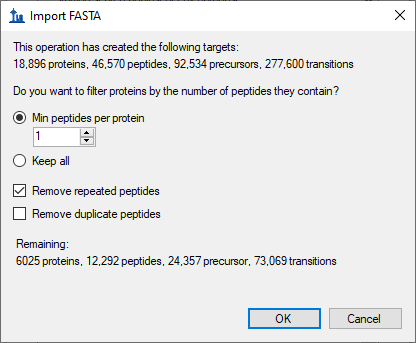 Import FASTA
This operation has created the following targets:
18,896 proteins, 46,570 peptides, 92,534 precursors, 277,600 transitions
Do you want to filter proteins by the number of peptides they contain?
Min peptides per protein
1
Keep all
Remove repeated peptides
Remove duplicate peptides
Remaining:
6025 proteins, 12,292 peptides, 24,357 precursor, 73,069 transitions
OK Cancel